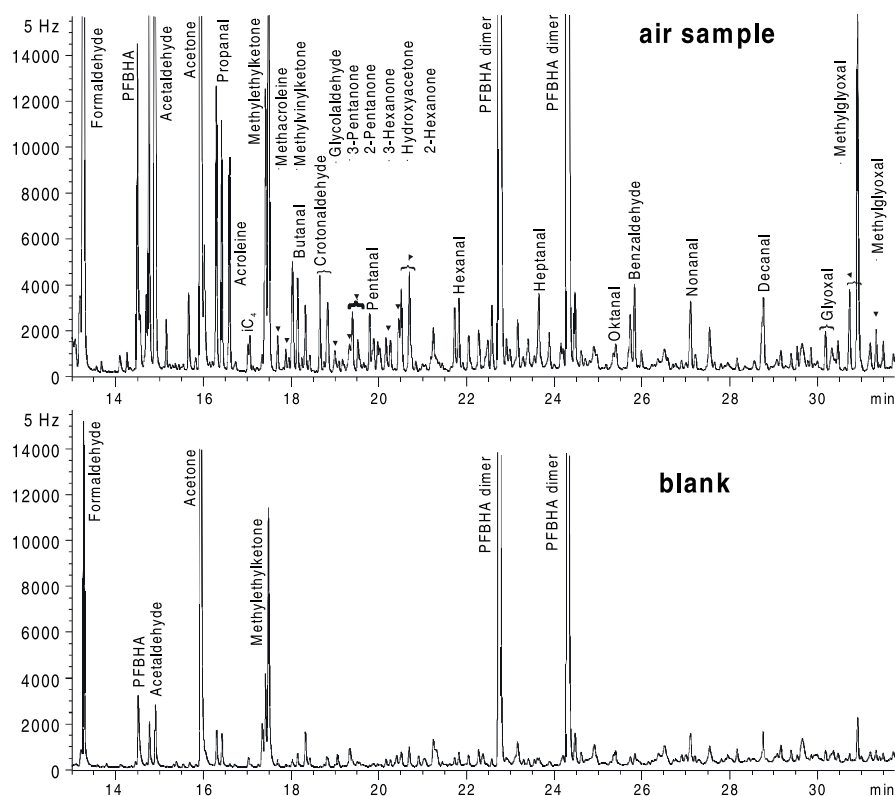 5 Hz
14000
12000
10000
8000
6000
4000
2000
0
air sample
Formaldehyde
PFBHA
Acetaldehyde
Acetone
Propanal
Acroleine
iC4
Methylethylketone
Methacroleine
Methylvinylketone
Butanal
Crotonaldehyde
Glycolaldehyde
3-Pentanone
2-Pentanone
Pentanal
3-Hexanone
Hydroxyacetone
2-Hexanone
Hexanal
PFBHA dimer
Heptanal
PFBHA dimer
Oktanal
Benzaldehyde
Nonanal
Decanal
Glyoxal
Methylglyoxal
Methylglyoxal
14 16 18 20 22 24 26 28 30 min
5 Hz
14000
12000
10000
8000
6000
4000
2000
0
blank
Formaldehyde
PFBHA
Acetaldehyde
Acetone
Methylethylketone
PFBHA dimer
PFBHA dimer
14 16 18 20 22 24 26 28 30 min